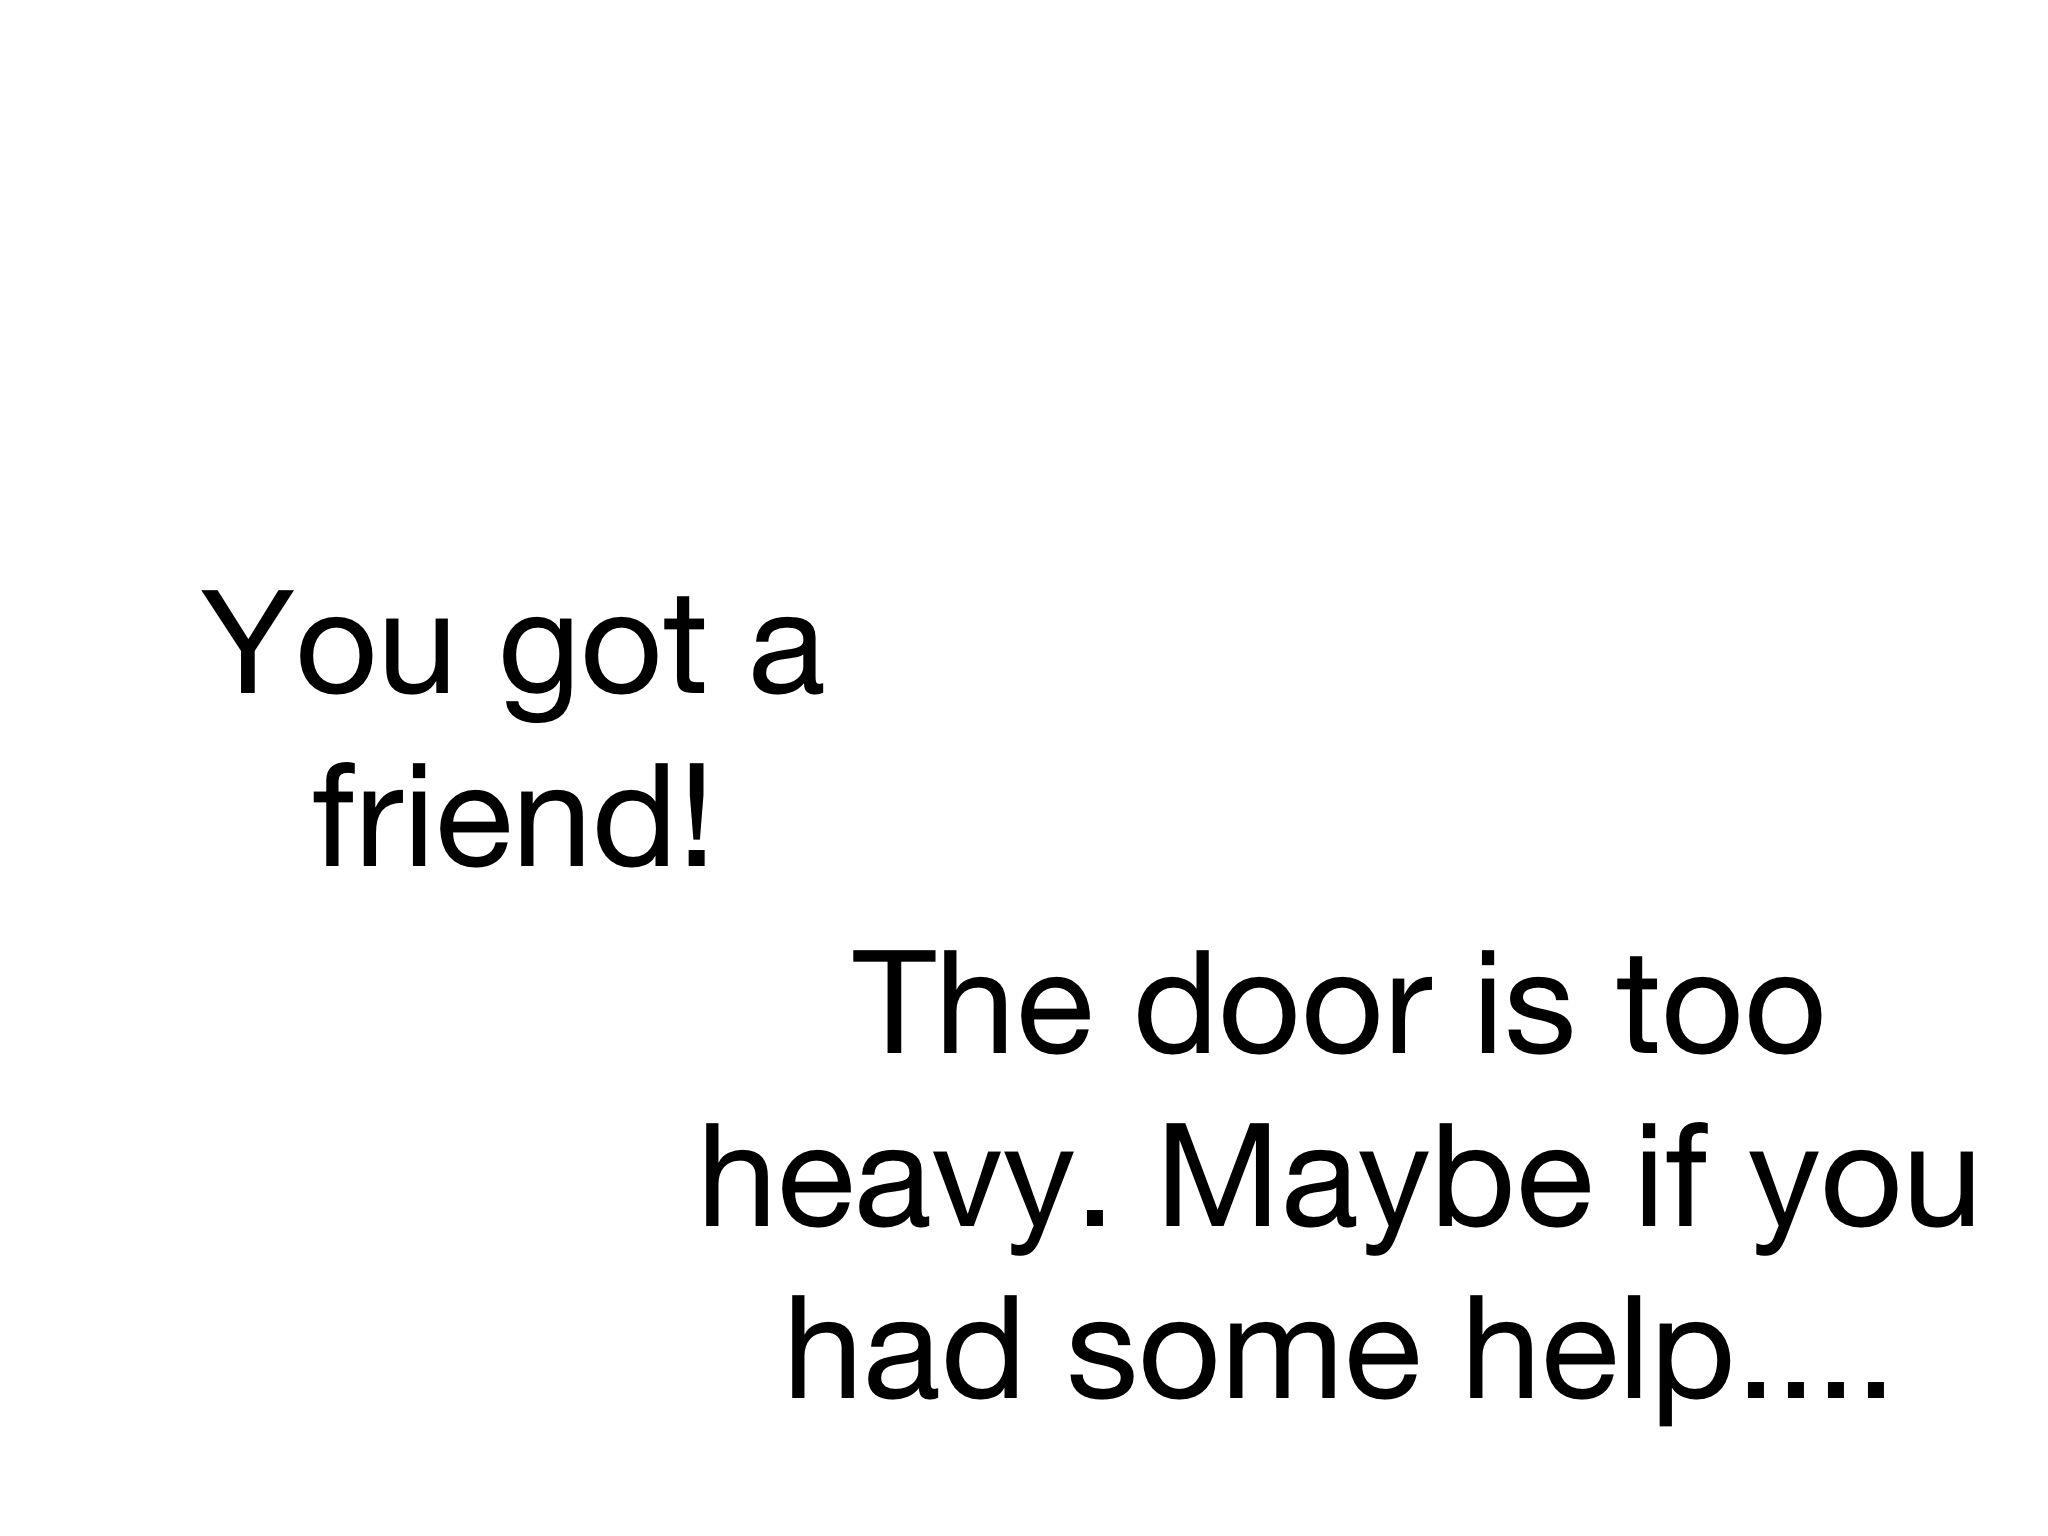 You got a
friend!
The door is too
heavy. Maybe if you
had some help....